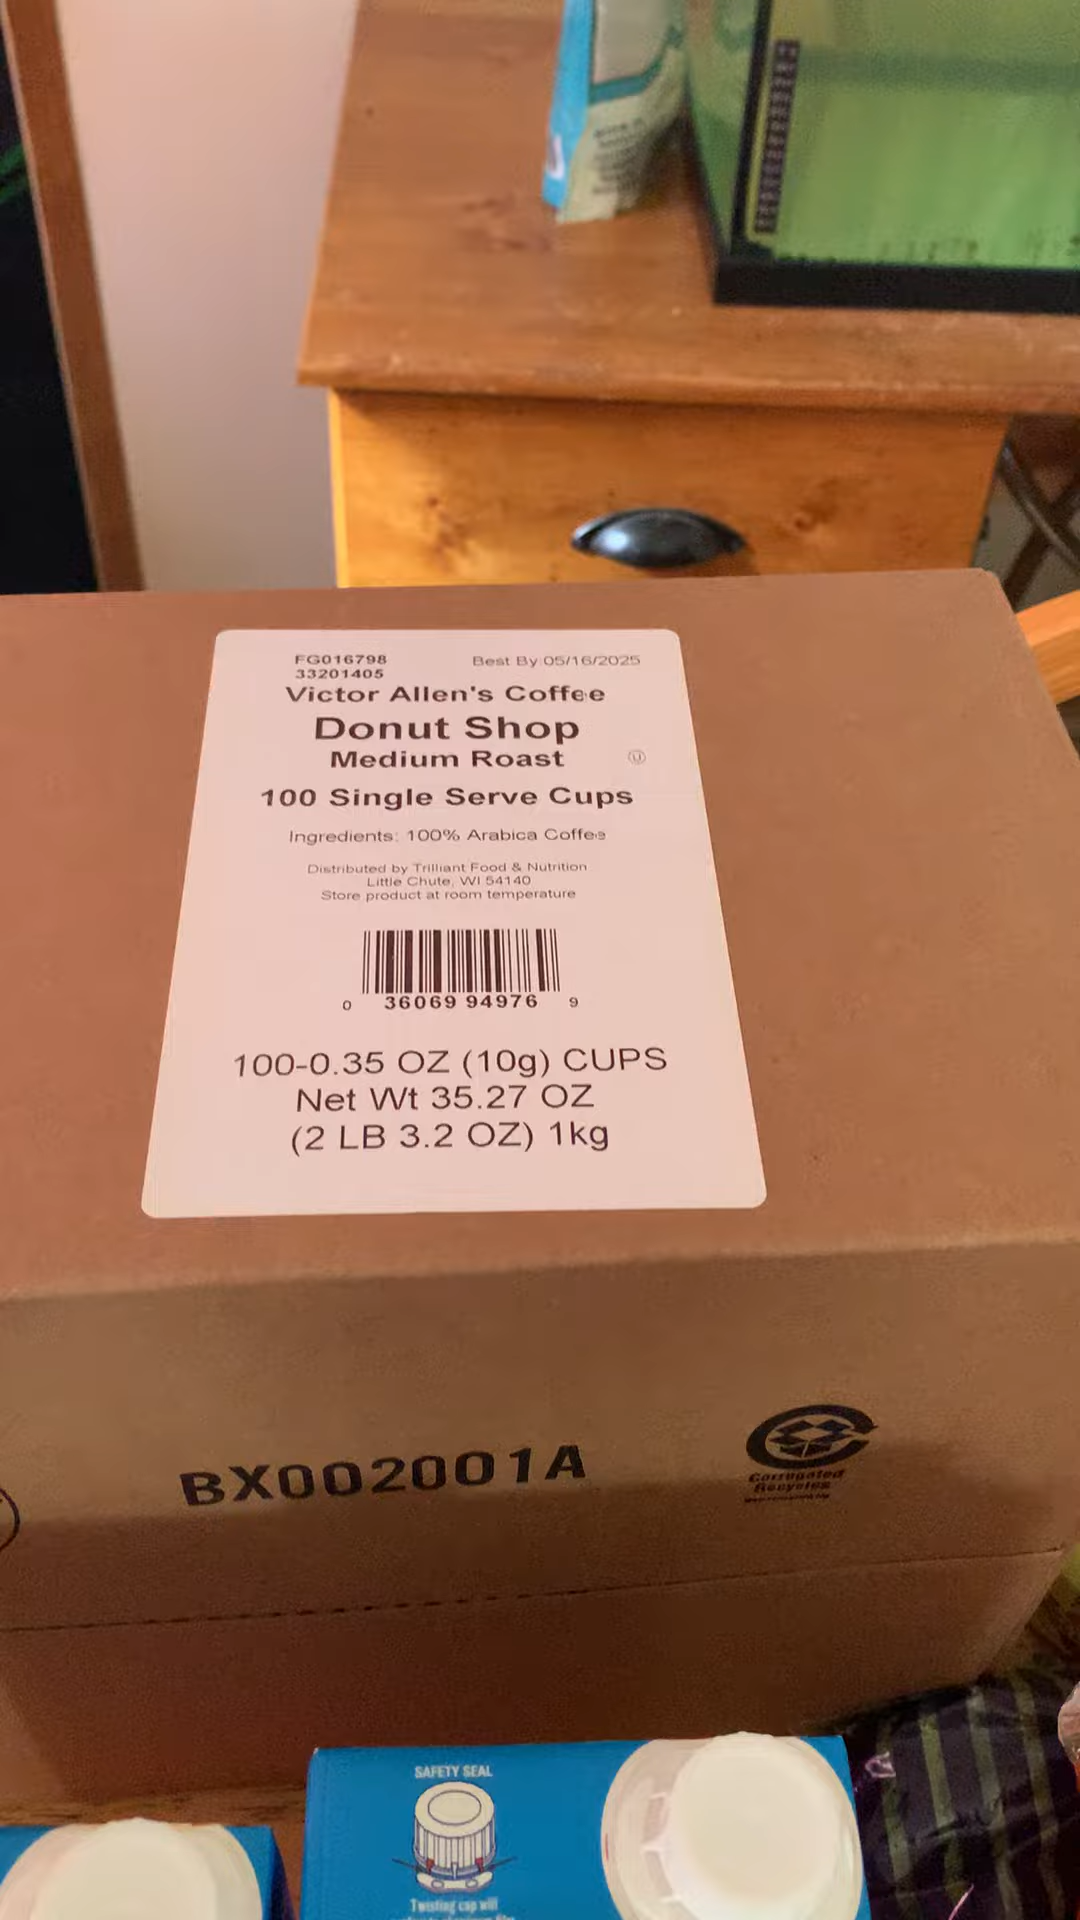 FG016798
Best By 05/16/2025
33201405
Victor Allen's Coffee
Donut Shop
Medium Roast
U
100 Single Serve Cups
Ingredients: 100% Arabica Coffee
Distributed by Trilliant Food & Nutrition
Little Chute, WI 54140
Store product at room temperature
0 36069 94976 9
100-0.35 OZ (10g) CUPS
Net Wt 35.27 OZ
(2 LB 3.2 OZ) 1kg
BX002001A
Corrugated
Recycles
SAFETY SEAL
Twisting cap will